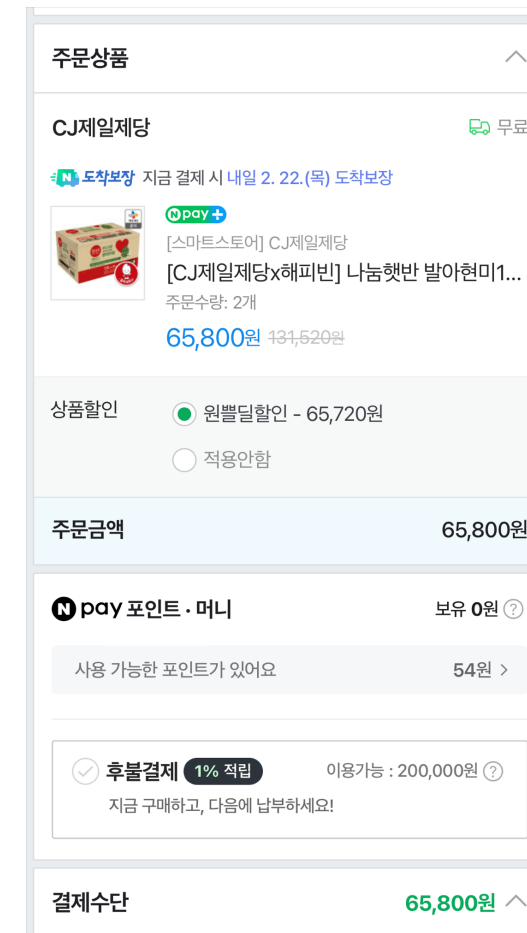 주문상품
CJ제일제당
무료
N 도착보장 지금 결제 시 내일 2. 22.(목) 도착보장
N pay +
[스마트스토어] CJ제일제당
[CJ제일제당x해피빈] 나눔햇반 발아현미1...
주문수량: 2개
65,800원 131,520원
상품할인
원쁠딜할인 - 65,720원
적용안함
주문금액 65,800원
N pay 포인트 · 머니 보유 0원 ?
사용 가능한 포인트가 있어요 54원 >
후불결제 1% 적립 이용가능 : 200,000원 ?
지금 구매하고, 다음에 납부하세요!
결제수단 65,800원